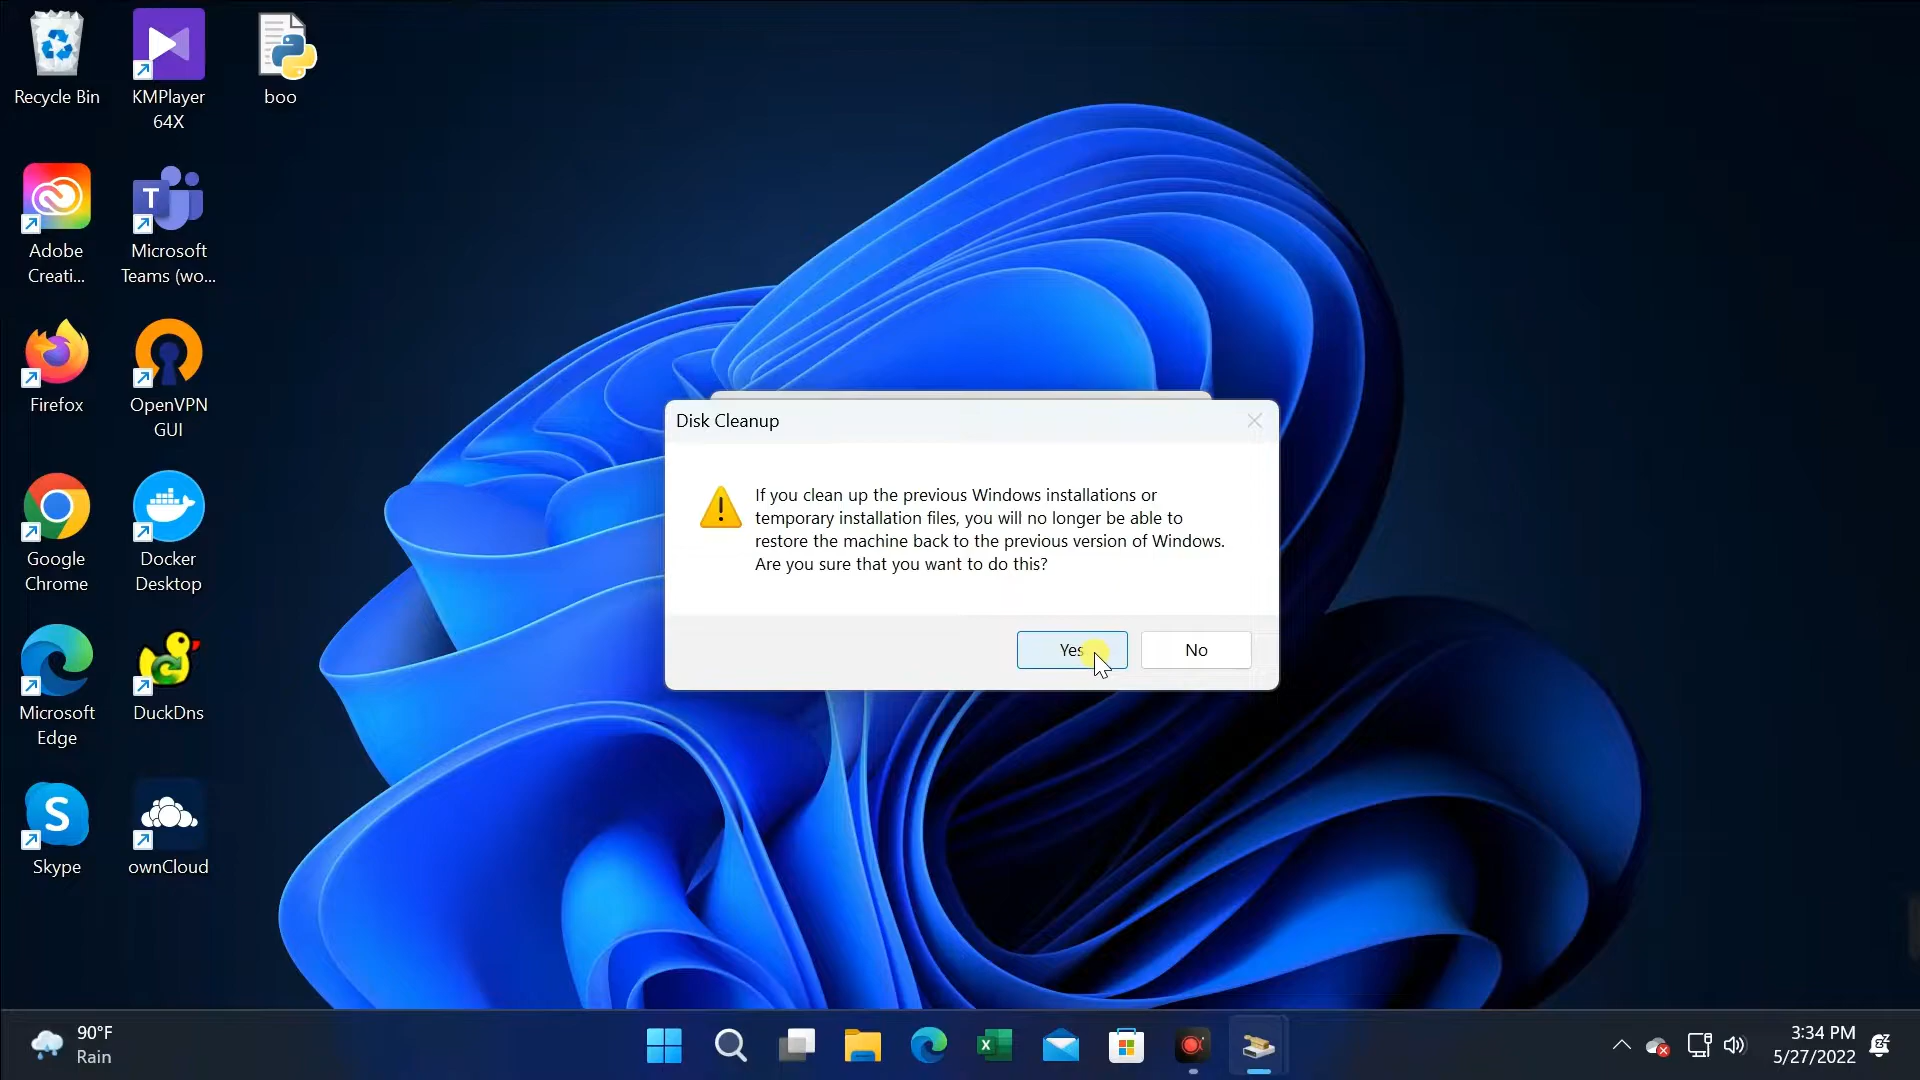 Recycle Bin
KMPlayer
64X
boo
Adobe
Creati...
Microsoft
Teams (wo...
Firefox
OpenVPN
GUI
Google
Chrome
Docker
Desktop
Microsoft
Edge
DuckDns
Skype
ownCloud
Disk Cleanup
If you clean up the previous Windows installations or
temporary installation files, you will no longer be able to
restore the machine back to the previous version of Windows.
Are you sure that you want to do this?
Yes
No
90°F
Rain
3:34 PM
5/27/2022